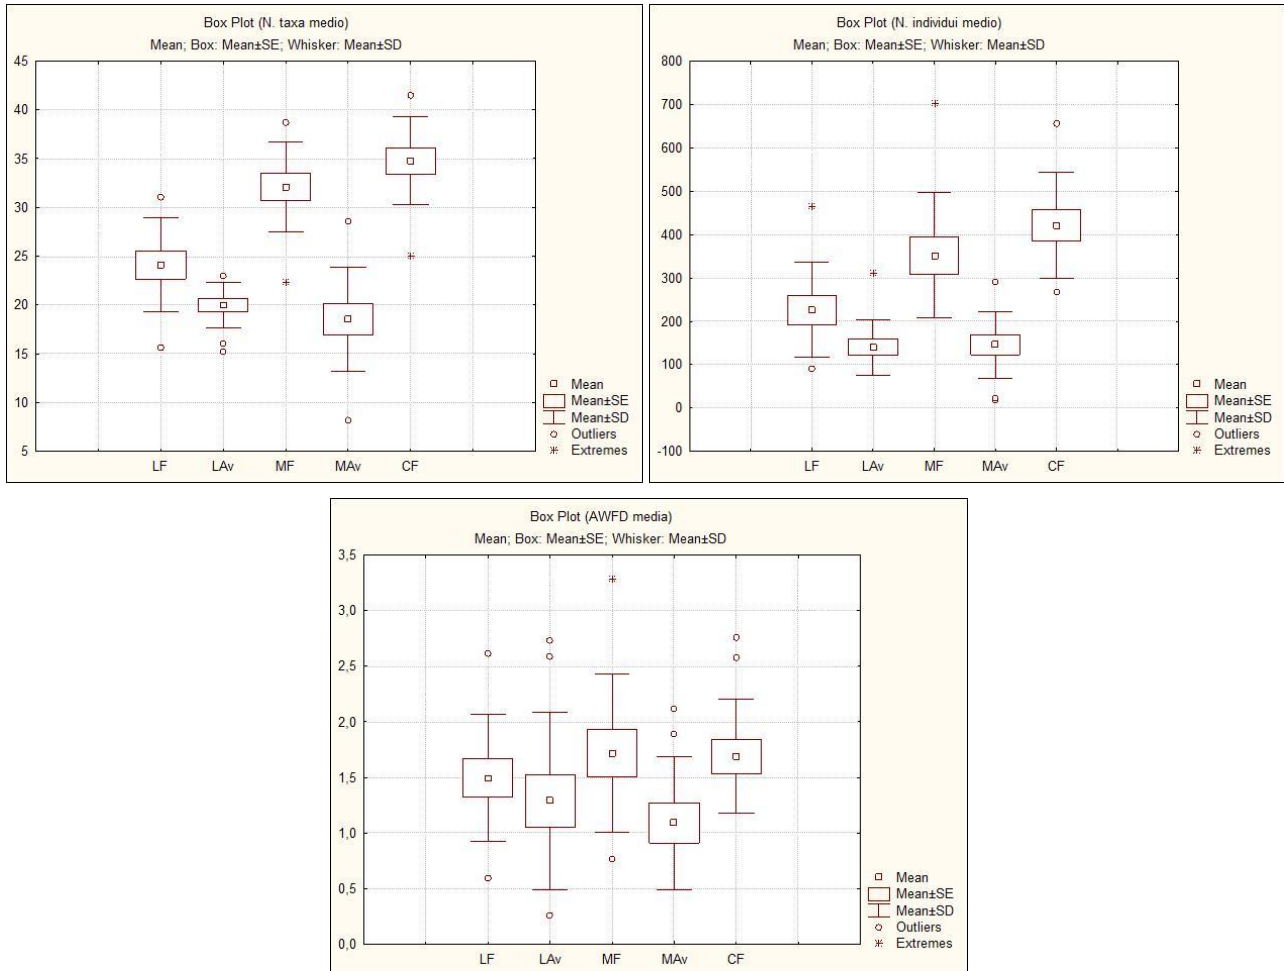 Box Plot (N. taxa medio)
Mean; Box: Mean±SE; Whisker: Mean±SD
45
40
35
30
25
20
15
10
5
LF LAv MF MAv CF
Mean
Mean±SE
Mean±SD
Outliers
Extremes
Box Plot (N. individui medio)
Mean; Box: Mean±SE; Whisker: Mean±SD
800
700
600
500
400
300
200
100
0
-100
LF LAv MF MAv CF
Mean
Mean±SE
Mean±SD
Outliers
Extremes
Box Plot (AWFD media)
Mean; Box: Mean±SE; Whisker: Mean±SD
3,5
3,0
2,5
2,0
1,5
1,0
0,5
0,0
LF LAv MF MAv CF
Mean
Mean±SE
Mean±SD
Outliers
Extremes